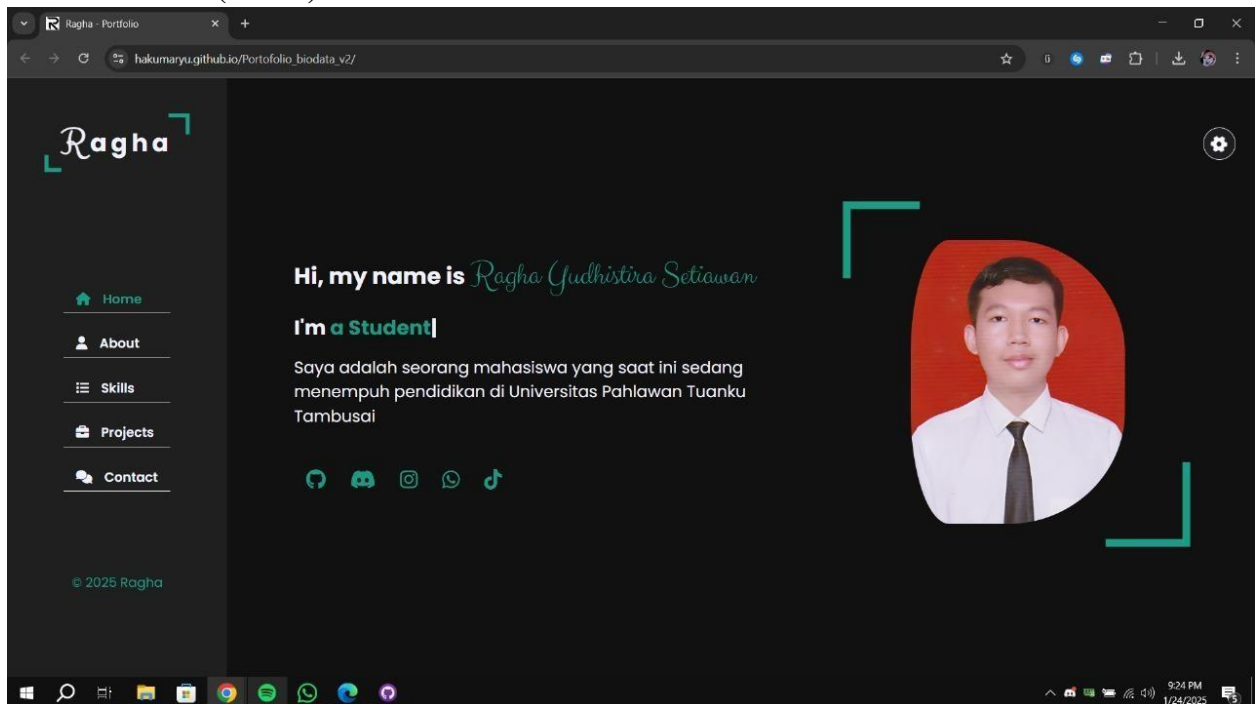 Ragha - Portfolio
hakumaryu.github.io/Portofolio_biodata_v2/
Ragha
Home
About
Skills
Projects
Contact
© 2025 Ragha
Hi, my name is Ragha Yudhistira Setiawan
I'm a Student
Saya adalah seorang mahasiswa yang saat ini sedang
menempuh pendidikan di Universitas Pahlawan Tuanku
Tambusai
9:24 PM
1/24/2025